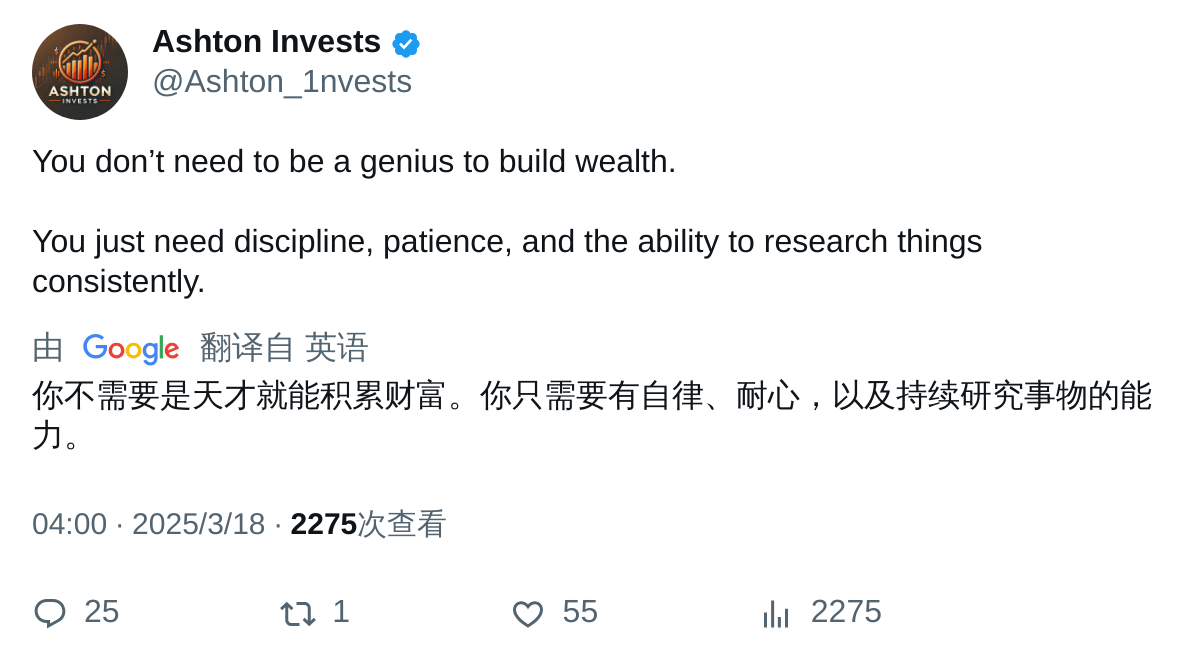 ASHTON
INVESTS
Ashton Invests
@Ashton_1nvests
You don’t need to be a genius to build wealth.
You just need discipline, patience, and the ability to research things
consistently.
由 Google 翻译自 英语
你不需要是天才就能积累财富。你只需要有自律、耐心，以及持续研究事物的能
力。
04:00 · 2025/3/18 · 2275次查看
25 1 55 2275